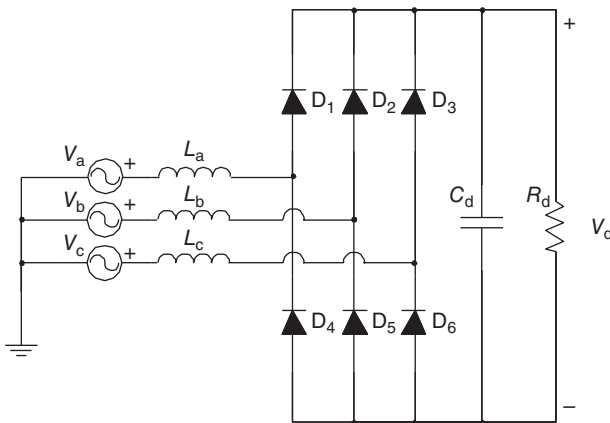 +
D1 D2 D3
Va + La
Vb + Lb
Vc + Lc
Cd Rd Vd
D4 D5 D6
−